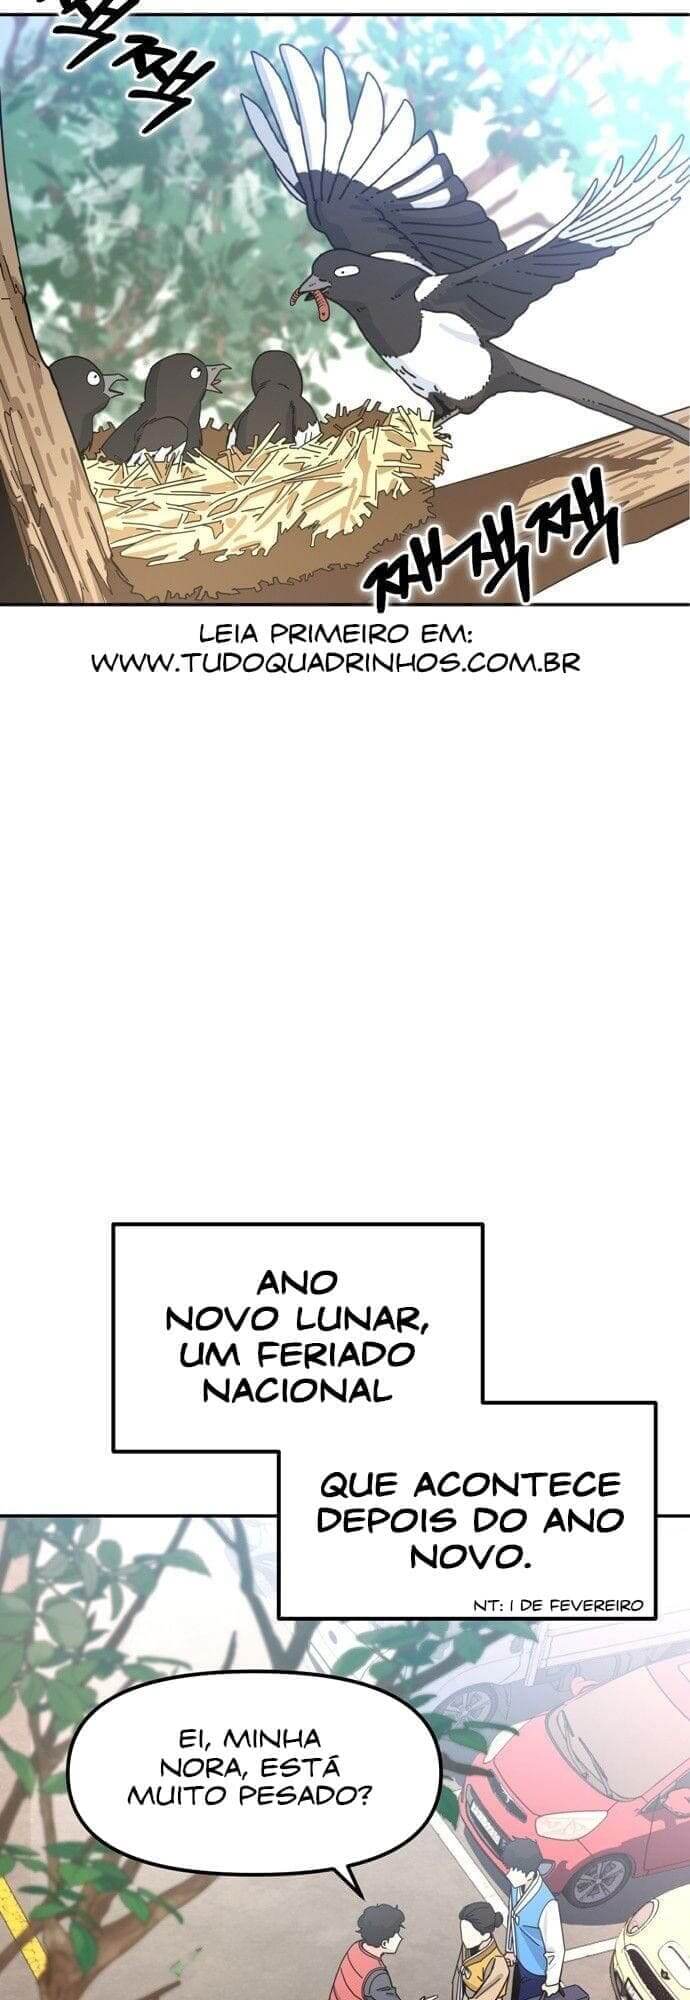 짹짹
LEIA PRIMEIRO EM:
WWW.TUDOQUADRINHOS.COM.BR
ANO
NOVO LUNAR,
UM FERIADO
NACIONAL
QUE ACONTECE
DEPOIS DO ANO
NOVO.
NT: 1 DE FEVEREIRO
EI, MINHA
NORA, ESTÁ
MUITO PESADO?